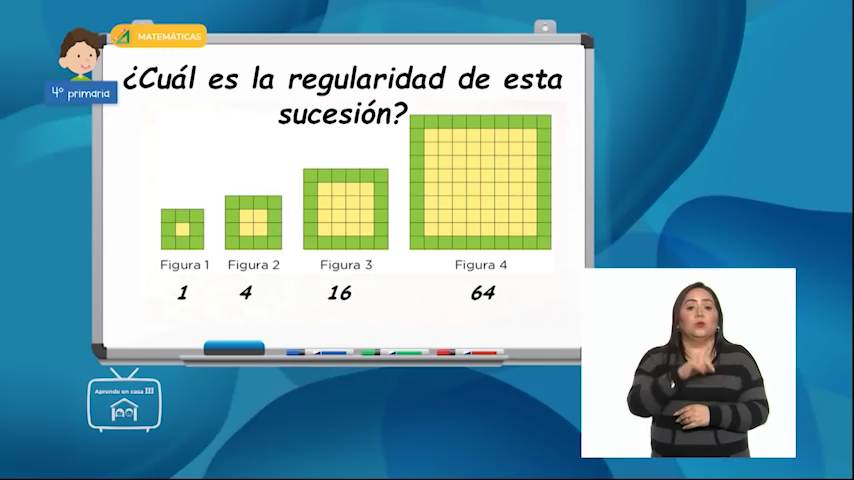 MATEMÁTICAS
4° primaria
¿Cuál es la regularidad de esta
sucesión?
Figura 1 Figura 2 Figura 3 Figura 4
1 4 16 64
Aprende en casa III